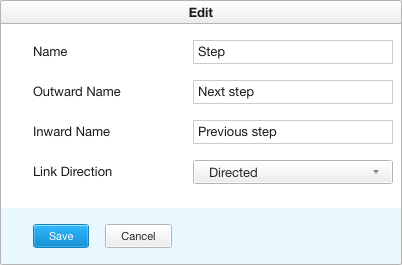 Edit
Name Step
Outward Name Next step
Inward Name Previous step
Link Direction Directed
Save Cancel